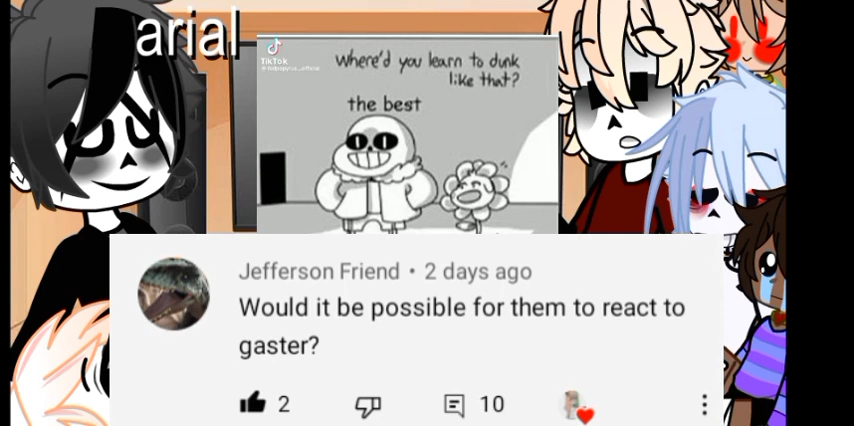 arial
TikTok
Where'd you learn to dunk
like that?
the best
Jefferson Friend • 2 days ago
Would it be possible for them to react to
gaster?
2
10